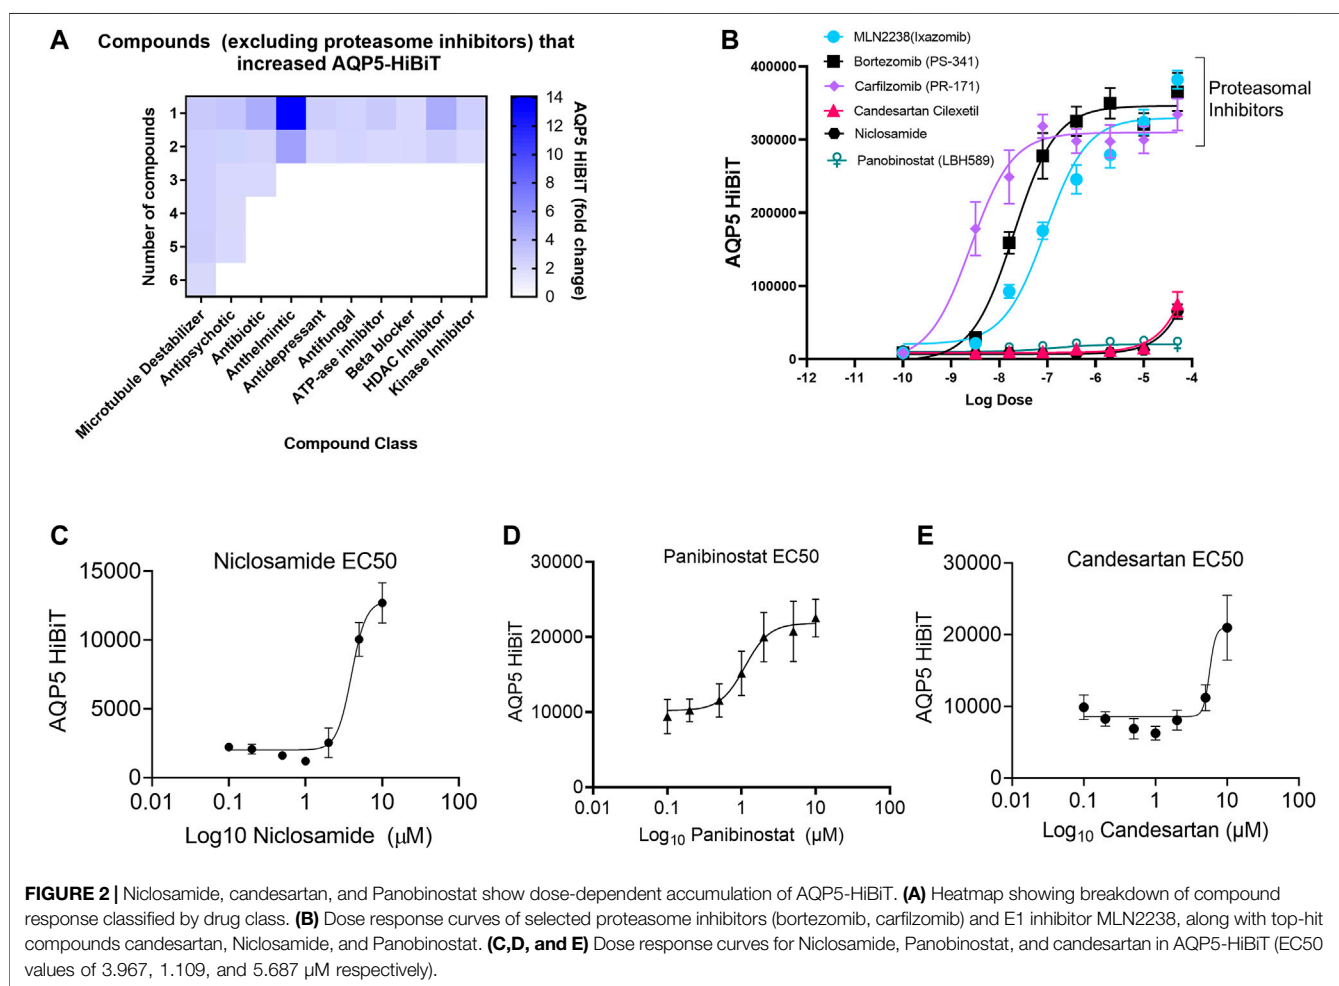 A
Compounds (excluding proteasome inhibitors) that
increased AQP5-HiBiT
Number of compounds
1
2
3
4
5
6
14
12
10
8
6
4
2
0
AQP5 HiBiT (fold change)
Microtubule Destabilizer
Antipsychotic
Antibiotic
Anthelmintic
Antidepressant
Antifungal
ATP-ase inhibitor
Beta blocker
HDAC Inhibitor
Kinase Inhibitor
Compound Class
B
MLN2238(Ixazomib)
Bortezomib (PS-341)
Carfilzomib (PR-171)
Candesartan Cilexetil
Niclosamide
Panobinostat (LBH589)
Proteasomal
Inhibitors
AQP5 HiBiT
400000
300000
200000
100000
0
-12 -11 -10 -9 -8 -7 -6 -5 -4
Log Dose
C
Niclosamide EC50
AQP5 HiBiT
15000
10000
5000
0
0.01 0.1 1 10 100
Log10 Niclosamide (μM)
D
Panibinostat EC50
AQP5 HiBiT
30000
20000
10000
0
0.01 0.1 1 10 100
Log10 Panibinostat (μM)
E
Candesartan EC50
AQP5 HiBiT
30000
20000
10000
0
0.01 0.1 1 10 100
Log10 Candesartan (μM)
FIGURE 2 | Niclosamide, candesartan, and Panobinostat show dose-dependent accumulation of AQP5-HiBiT. (A) Heatmap showing breakdown of compound
response classified by drug class. (B) Dose response curves of selected proteasome inhibitors (bortezomib, carfilzomib) and E1 inhibitor MLN2238, along with top-hit
compounds candesartan, Niclosamide, and Panobinostat. (C,D, and E) Dose response curves for Niclosamide, Panobinostat, and candesartan in AQP5-HiBiT (EC50
values of 3.967, 1.109, and 5.687 μM respectively).